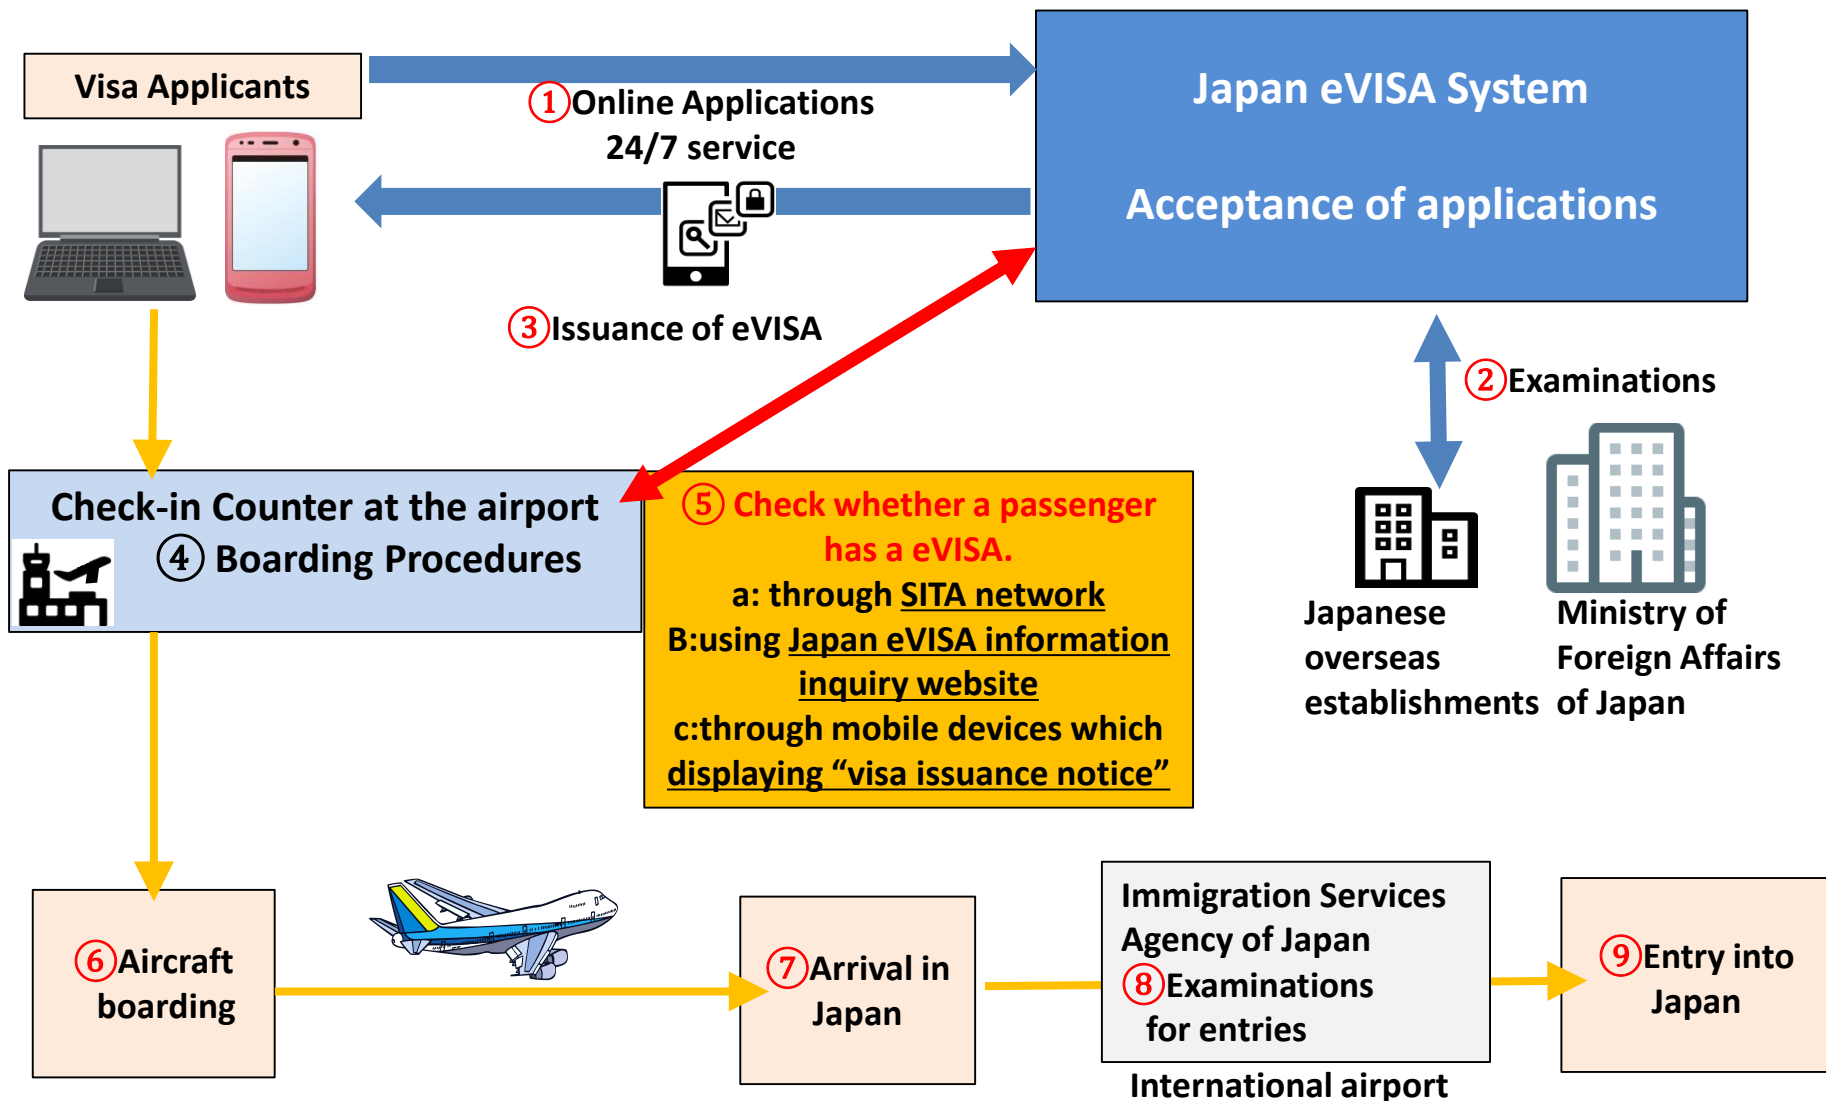 Visa Applicants
①Online Applications
24/7 service
Japan eVISA System
Acceptance of applications
③Issuance of eVISA
②Examinations
Japanese
overseas
establishments
Ministry of
Foreign Affairs
of Japan
Check-in Counter at the airport
④ Boarding Procedures
⑤ Check whether a passenger
has a eVISA.
a: through SITA network
B:using Japan eVISA information
inquiry website
c:through mobile devices which
displaying “visa issuance notice”
⑥Aircraft
boarding
⑦Arrival in
Japan
Immigration Services
Agency of Japan
⑧Examinations
for entries
International airport
⑨Entry into
Japan